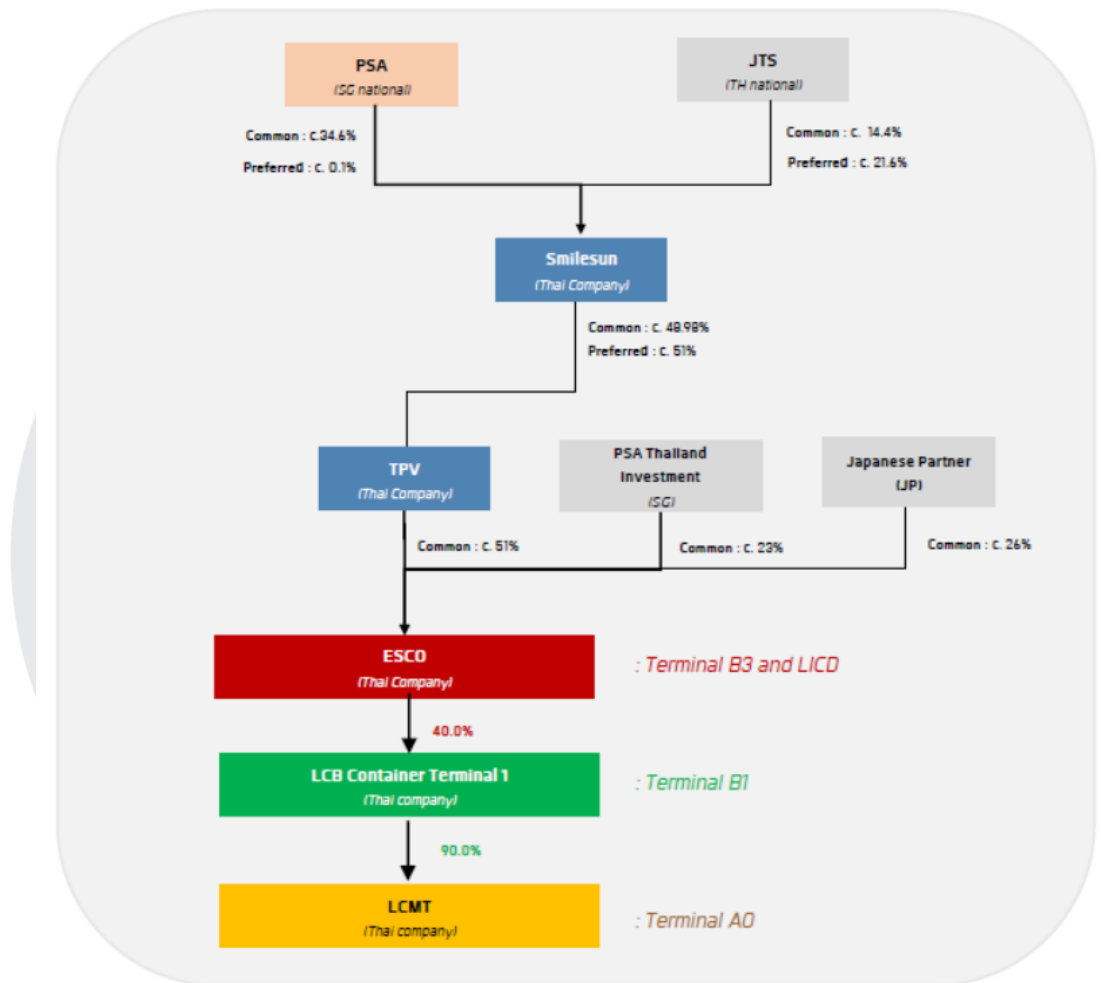 PSA
(SG national)
JTS
(TH national)
Common : c.34.6%
Preferred : c. 0.1%
Common : c. 14.4%
Preferred : c. 21.6%
Smilesun
(Thai Company)
Common : c. 48.98%
Preferred : c. 51%
TPV
(Thai Company)
PSA Thailand
Investment
(SG)
Japanese Partner
(JP)
Common : c. 51%
Common : c. 23%
Common : c. 26%
ESCO
(Thai Company)
: Terminal B3 and LICD
40.0%
LCB Container Terminal 1
(Thai company)
: Terminal B1
90.0%
LCMT
(Thai company)
: Terminal A0